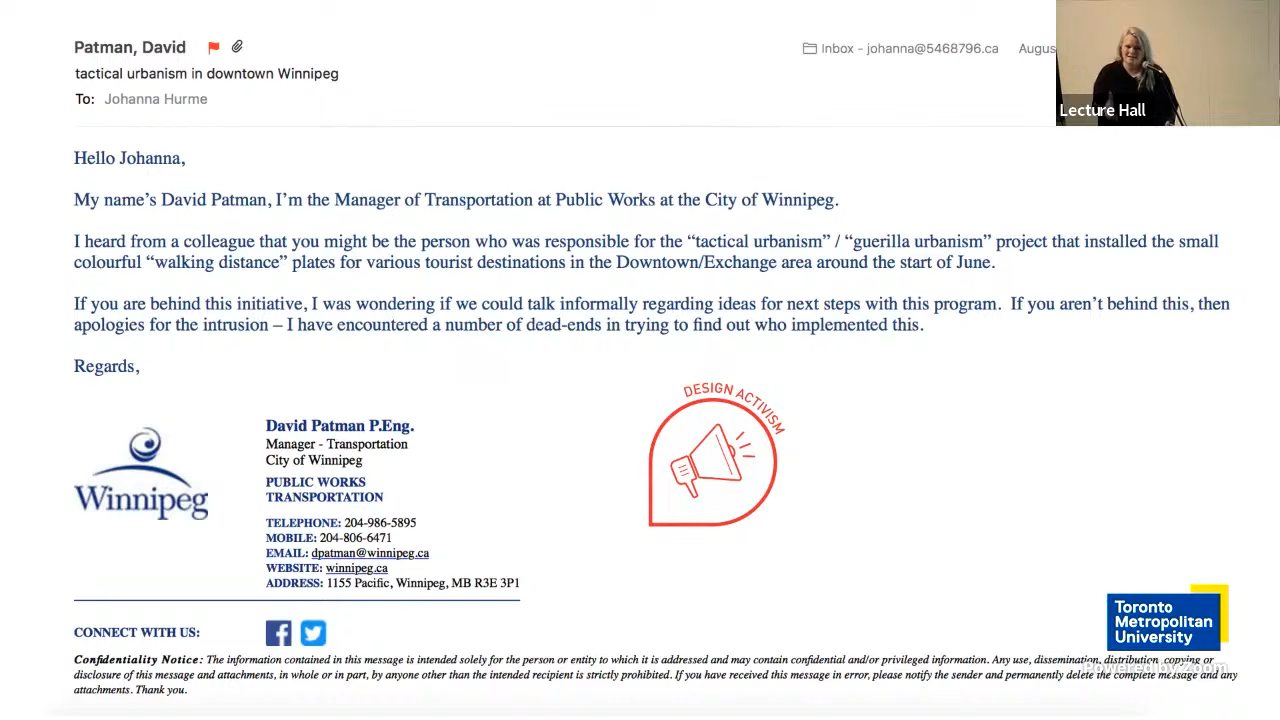 Patman, David
Inbox - johanna@5468796.ca Augus
tactical urbanism in downtown Winnipeg
To: Johanna Hurme
Lecture Hall
Hello Johanna,
My name's David Patman, I'm the Manager of Transportation at Public Works at the City of Winnipeg.
I heard from a colleague that you might be the person who was responsible for the “tactical urbanism” / “guerilla urbanism” project that installed the small
colourful “walking distance” plates for various tourist destinations in the Downtown/Exchange area around the start of June.
If you are behind this initiative, I was wondering if we could talk informally regarding ideas for next steps with this program.  If you aren't behind this, then
apologies for the intrusion – I have encountered a number of dead-ends in trying to find out who implemented this.
Regards,
DESIGN ACTIVISM
Winnipeg
David Patman P.Eng.
Manager - Transportation
City of Winnipeg
PUBLIC WORKS
TRANSPORTATION
TELEPHONE: 204-986-5895
MOBILE: 204-806-6471
EMAIL: dpatman@winnipeg.ca
WEBSITE: winnipeg.ca
ADDRESS: 1155 Pacific, Winnipeg, MB R3E 3P1
CONNECT WITH US:
Toronto
Metropolitan
University
Confidentiality Notice: The information contained in this message is intended solely for the person or entity to which it is addressed and may contain confidential and/or privileged information. Any use, dissemination, distribution, copying or
disclosure of this message and attachments, in whole or in part, by anyone other than the intended recipient is strictly prohibited. If you have received this message in error, please notify the sender and permanently delete the complete message and any
attachments. Thank you.
Powered by Zoom